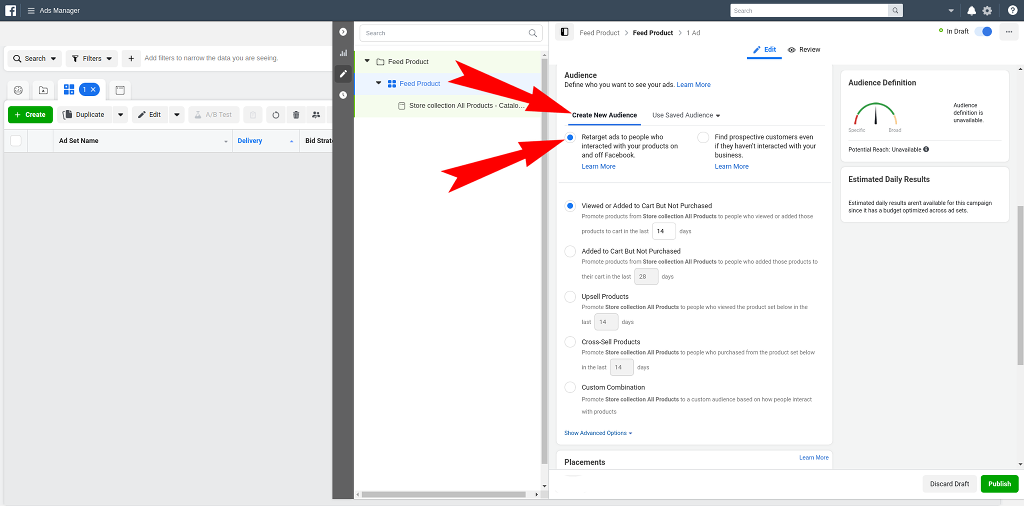 Ads Manager
Search
Search
Feed Product
Feed Product
Store collection All Products - Catalo...
Search
Filters
+
Add filters to narrow the data you are seeing.
1 ×
+ Create
Duplicate
Edit
A/B Test
Ad Set Name
Delivery
Bid Strate
Feed Product > Feed Product > 1 Ad
In Draft
...
Edit
Review
Audience
Define who you want to see your ads. Learn More
Create New Audience
Use Saved Audience
Retarget ads to people who
interacted with your products on
and off Facebook.
Learn More
Find prospective customers even
if they haven't interacted with your
business.
Learn More
Viewed or Added to Cart But Not Purchased
Promote products from Store collection All Products to people who viewed or added those
products to cart in the last 14 days
Added to Cart But Not Purchased
Promote products from Store collection All Products to people who added those products to
their cart in the last 28 days
Upsell Products
Promote Store collection All Products to people who viewed the product set below in the
last 14 days
Cross-Sell Products
Promote Store collection All Products to people who purchased from the product set below
in the last 14 days
Custom Combination
Promote Store collection All Products to a custom audience based on how people interact
with products
Show Advanced Options
Placements
Learn More
Audience Definition
Specific
Broad
Audience
definition is
unavailable.
Potential Reach: Unavailable
Estimated Daily Results
Estimated daily results aren't available for this campaign
since it has a budget optimized across ad sets.
Discard Draft
Publish